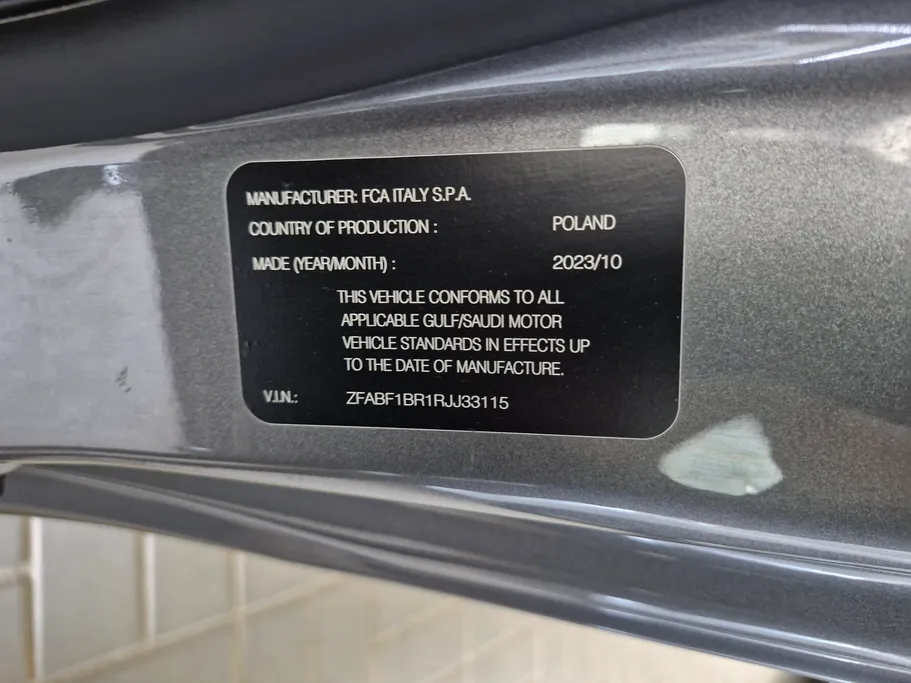 MANUFACTURER: FCA ITALY S.P.A.
COUNTRY OF PRODUCTION : POLAND
MADE (YEAR/MONTH) : 2023/10
THIS VEHICLE CONFORMS TO ALL
APPLICABLE GULF/SAUDI MOTOR
VEHICLE STANDARDS IN EFFECTS UP
TO THE DATE OF MANUFACTURE.
V.I.N.: ZFABF1BR1RJJ33115